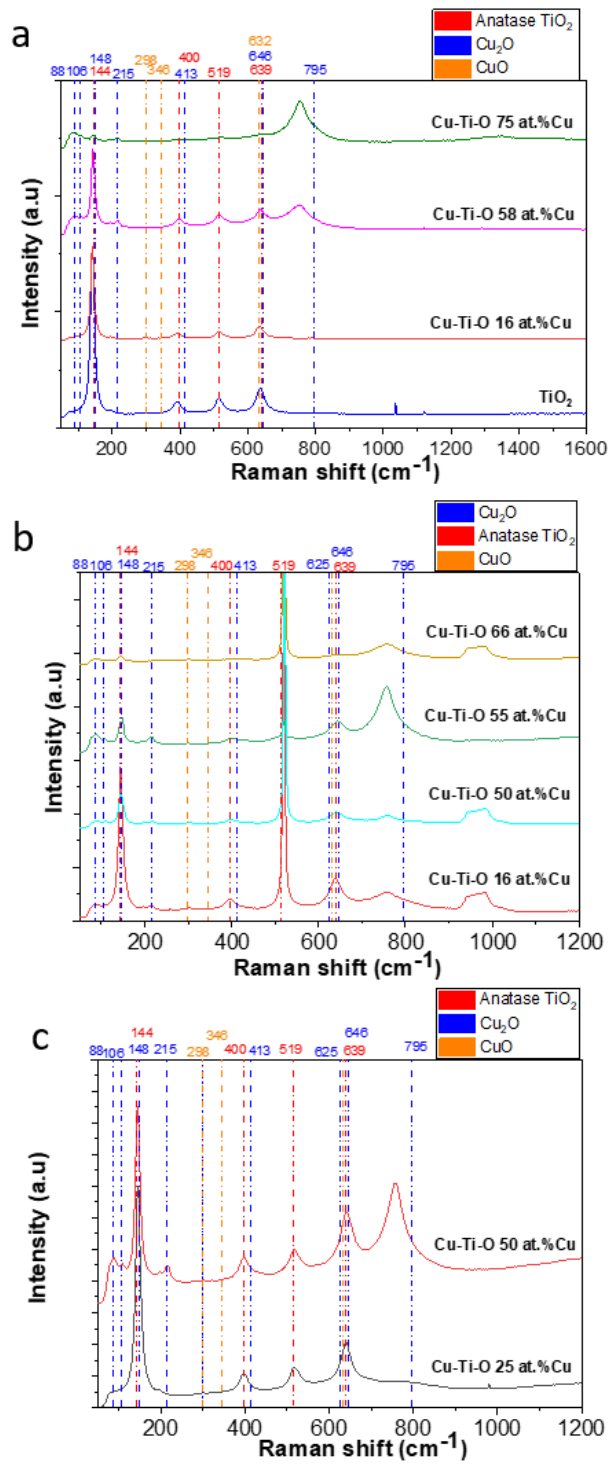 a
Anatase TiO₂
Cu₂O
CuO
632
148 298 400 646
88 106 144 215 346 413 519 639 795
Cu-Ti-O 75 at.%Cu
Cu-Ti-O 58 at.%Cu
Cu-Ti-O 16 at.%Cu
TiO₂
Intensity (a.u)
200 400 600 800 1000 1200 1400 1600
Raman shift (cm⁻¹)
b
Cu₂O
Anatase TiO₂
CuO
144 346 646
88 106 148 215 298 400 413 519 625 639 795
Cu-Ti-O 66 at.%Cu
Cu-Ti-O 55 at.%Cu
Cu-Ti-O 50 at.%Cu
Cu-Ti-O 16 at.%Cu
Intensity (a.u)
200 400 600 800 1000 1200
Raman shift (cm⁻¹)
c
Anatase TiO₂
Cu₂O
CuO
144 346 646
88 106 148 215 298 400 413 519 625 639 795
Cu-Ti-O 50 at.%Cu
Cu-Ti-O 25 at.%Cu
Intensity (a.u)
200 400 600 800 1000 1200
Raman shift (cm⁻¹)